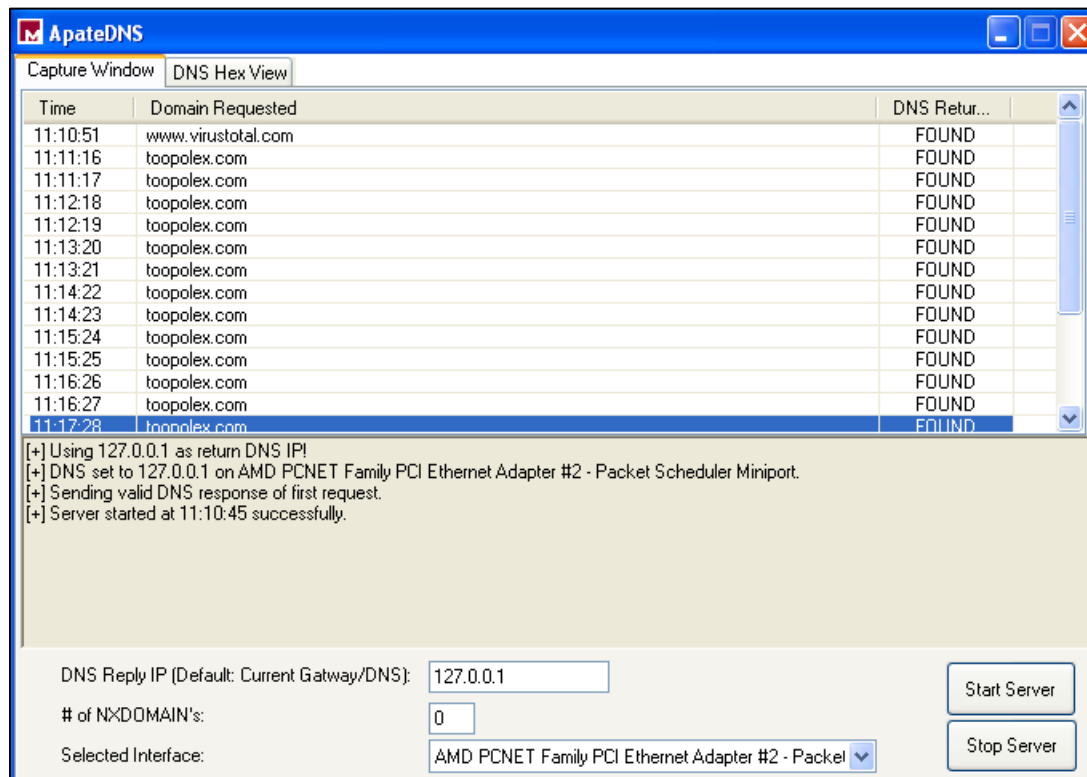 ApateDNS
Capture Window DNS Hex View
Time Domain Requested DNS Retur...
11:10:51 www.virustotal.com FOUND
11:11:16 toopolex.com FOUND
11:11:17 toopolex.com FOUND
11:12:18 toopolex.com FOUND
11:12:19 toopolex.com FOUND
11:13:20 toopolex.com FOUND
11:13:21 toopolex.com FOUND
11:14:22 toopolex.com FOUND
11:14:23 toopolex.com FOUND
11:15:24 toopolex.com FOUND
11:15:25 toopolex.com FOUND
11:16:26 toopolex.com FOUND
11:16:27 toopolex.com FOUND
11:17:28 toopolex.com FOUND
[+] Using 127.0.0.1 as return DNS IP!
[+] DNS set to 127.0.0.1 on AMD PCNET Family PCI Ethernet Adapter #2 - Packet Scheduler Miniport.
[+] Sending valid DNS response of first request.
[+] Server started at 11:10:45 successfully.
DNS Reply IP (Default: Current Gatway/DNS): 127.0.0.1
Start Server
# of NXDOMAIN's: 0
Stop Server
Selected Interface: AMD PCNET Family PCI Ethernet Adapter #2 - Packet